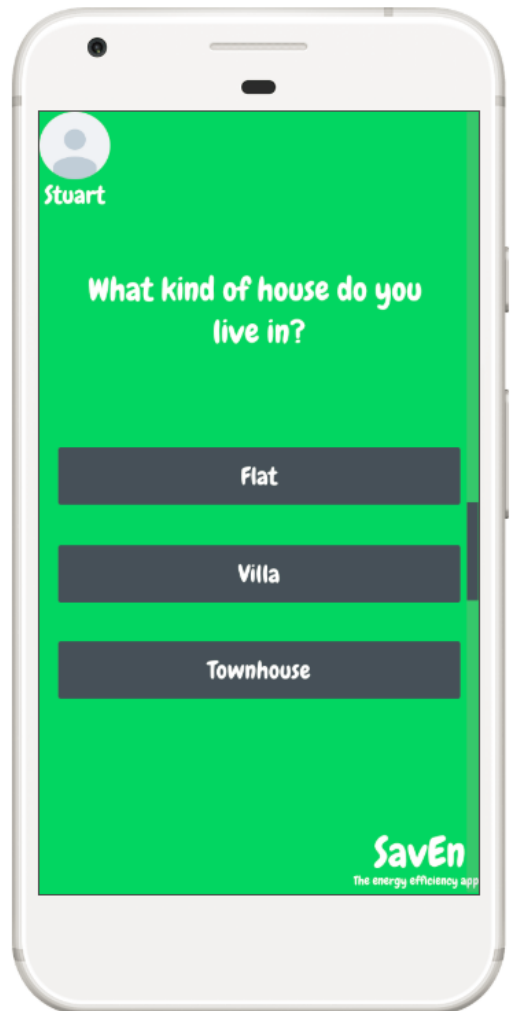 Stuart
What kind of house do you
live in?
Flat
Villa
Townhouse
SavEn
The energy efficiency app